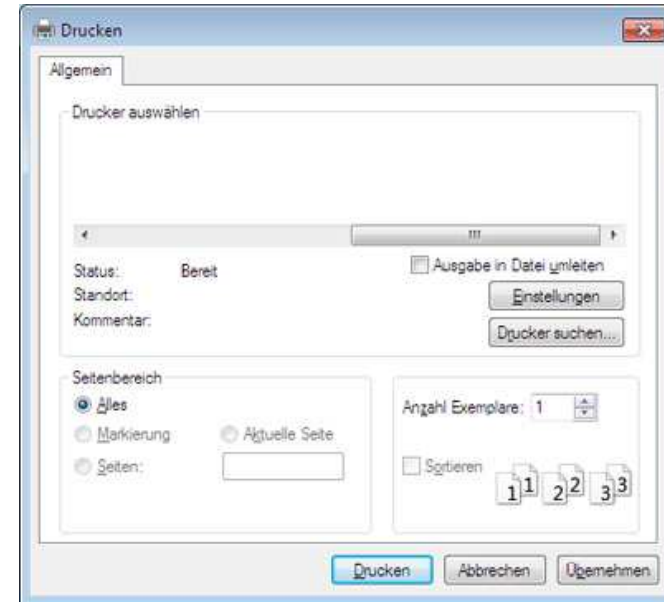 Drucken
Allgemein
Drucker auswählen
Status: Bereit
Ausgabe in Datei umleiten
Standort:
Einstellungen
Kommentar:
Drucker suchen...
Seitenbereich
Alles
Markierung
Aktuelle Seite
Seiten:
Anzahl Exemplare: 1
Sortieren
1 1 2 2 3 3
Drucken
Abbrechen
Übernehmen